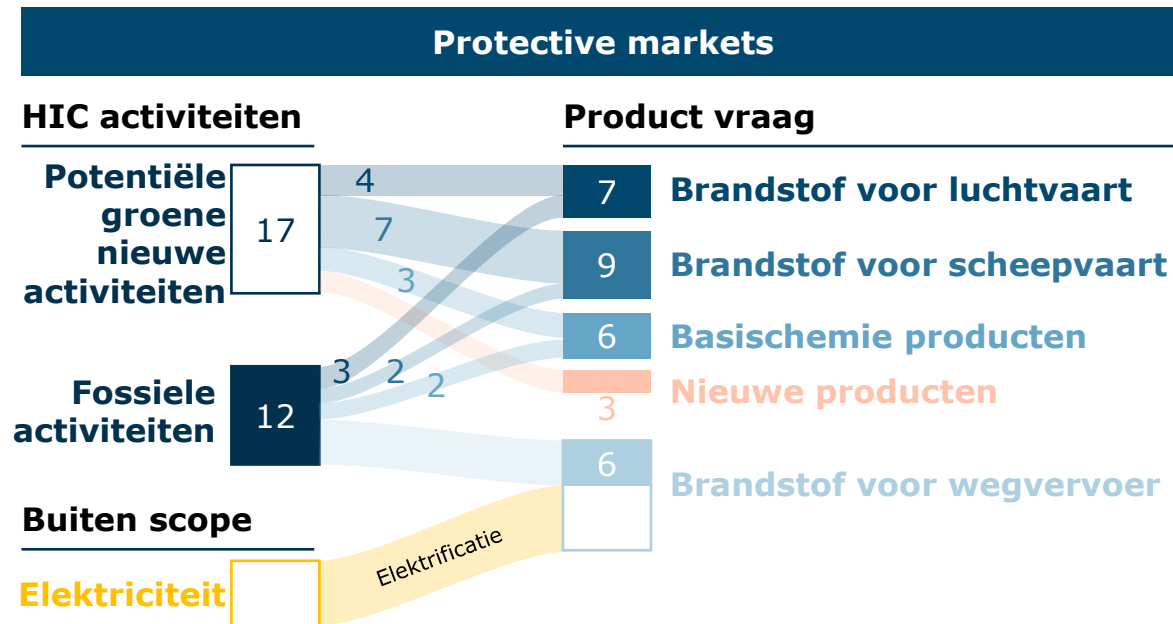 Protective markets
HIC activiteiten
Product vraag
Potentiële
groene
nieuwe
activiteiten
17
4
7
3
7
Brandstof voor luchtvaart
9
Brandstof voor scheepvaart
6
Basischemie producten
Nieuwe producten
3
Fossiele
activiteiten
12
3
2
2
6
Brandstof voor wegvervoer
Buiten scope
Elektriciteit
Elektrificatie